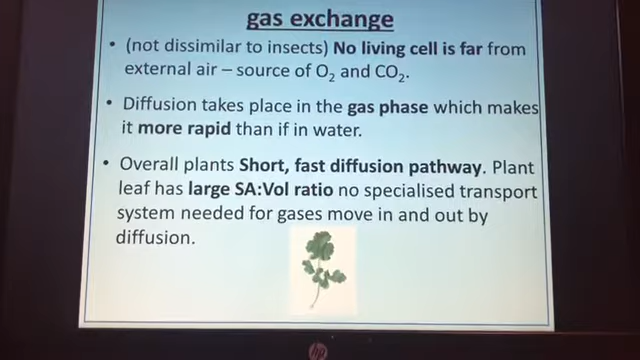 gas exchange
• (not dissimilar to insects) No living cell is far from
external air – source of O₂ and CO₂.
• Diffusion takes place in the gas phase which makes
it more rapid than if in water.
• Overall plants Short, fast diffusion pathway. Plant
leaf has large SA:Vol ratio no specialised transport
system needed for gases move in and out by
diffusion.
hp